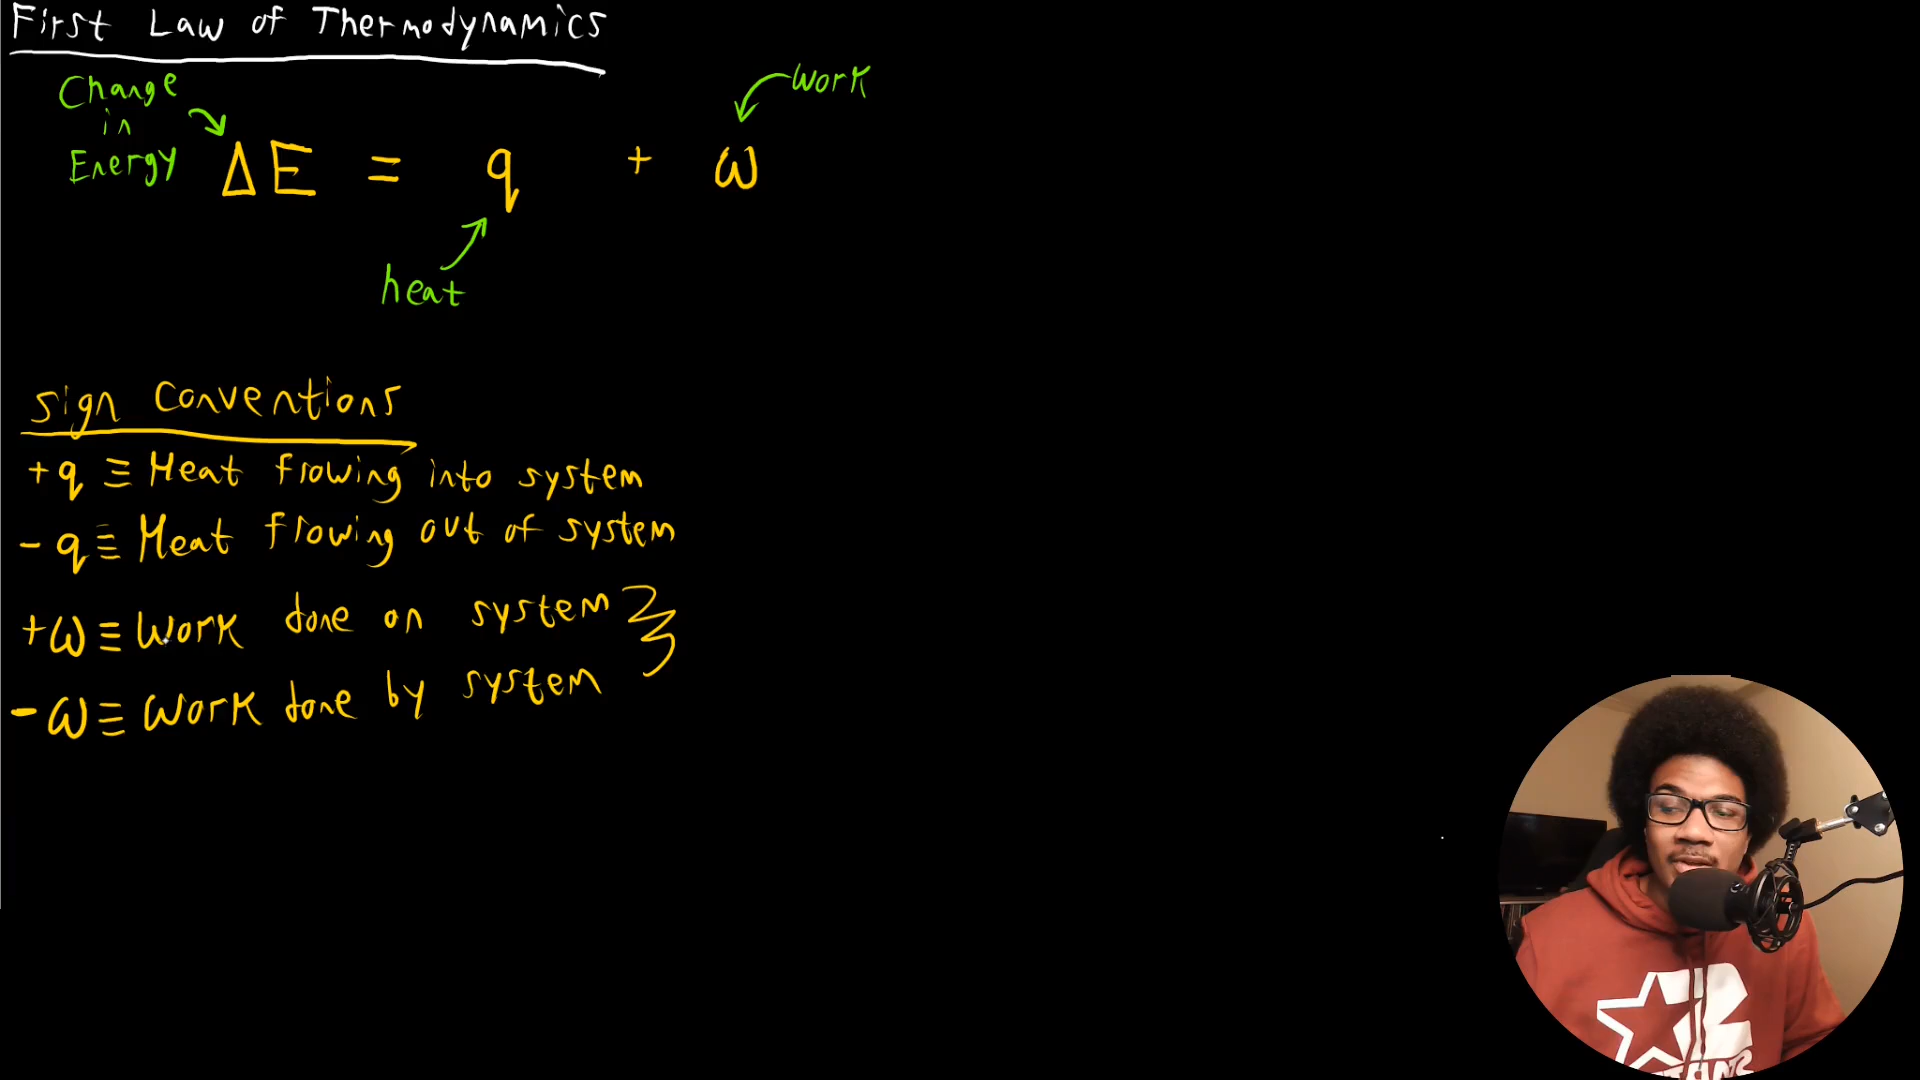 First Law of Thermodynamics
Change
in
Energy
work
ΔE = q + ω
heat
Sign Conventions
+q ≡ Heat flowing into system
- q ≡ Heat flowing out of system
+ω ≡ Work done on system
- ω ≡ Work done by system